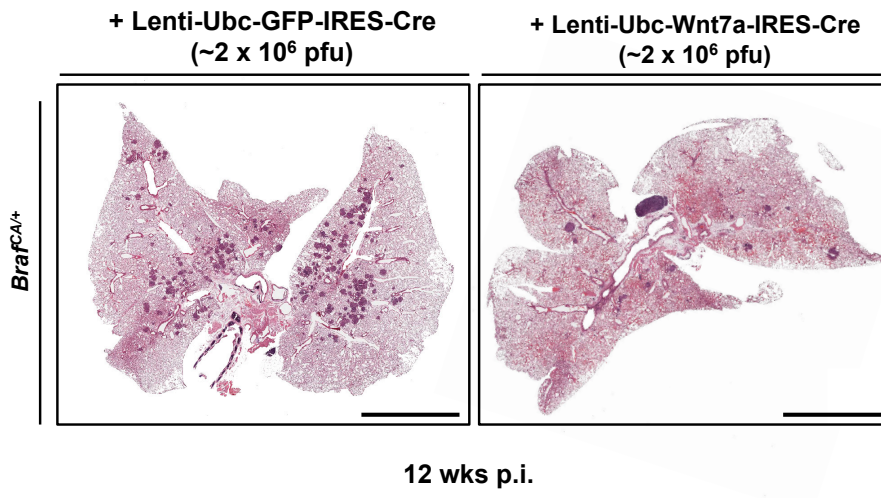 + Lenti-Ubc-GFP-IRES-Cre
(~2 x 10⁶ pfu)
+ Lenti-Ubc-Wnt7a-IRES-Cre
(~2 x 10⁶ pfu)
Braf^CA/+
12 wks p.i.